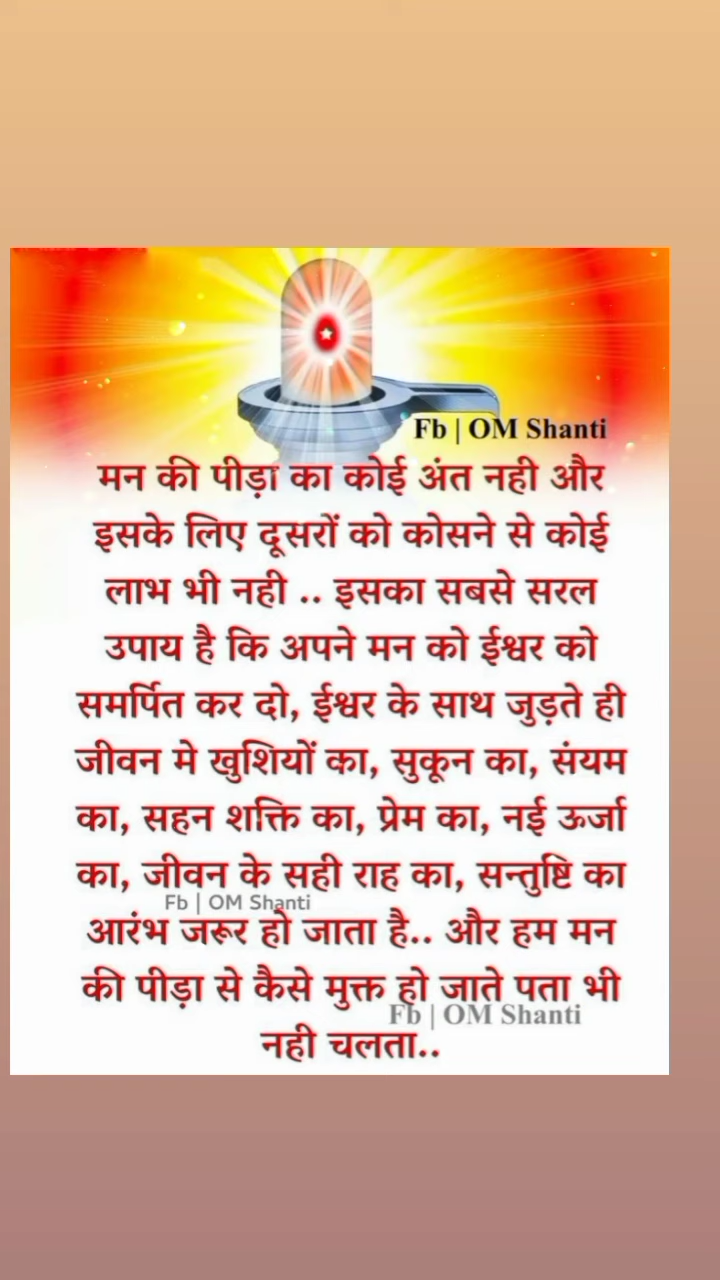 Fb | OM Shanti
मन की पीड़ा का कोई अंत नही और
इसके लिए दूसरों को कोसने से कोई
लाभ भी नही .. इसका सबसे सरल
उपाय है कि अपने मन को ईश्वर को
समर्पित कर दो, ईश्वर के साथ जुड़ते ही
जीवन मे खुशियों का, सुकून का, संयम
का, सहन शक्ति का, प्रेम का, नई ऊर्जा
का, जीवन के सही राह का, सन्तुष्टि का
Fb | OM Shanti
आरंभ जरूर हो जाता है.. और हम मन
की पीड़ा से कैसे मुक्त हो जाते पता भी
Fb | OM Shanti
नही चलता..